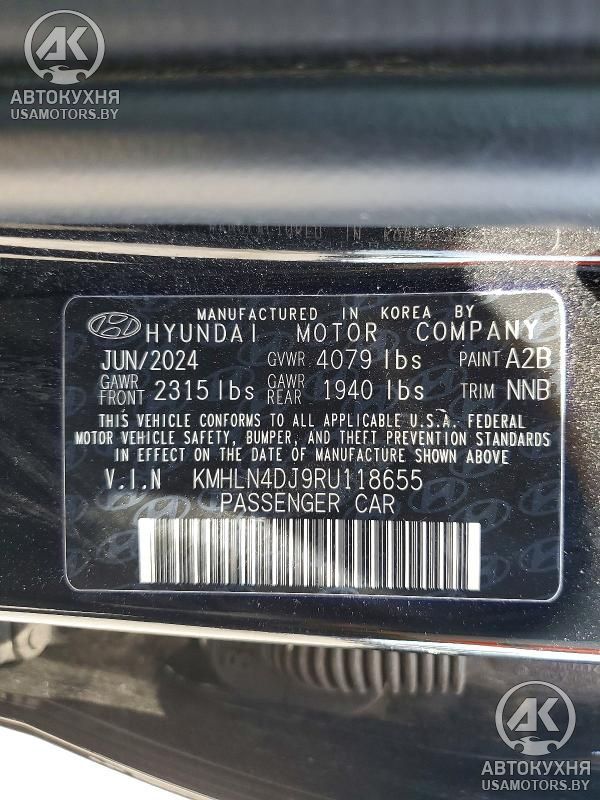 AK
АВТОКУХНЯ
USAMOTORS.BY
MANUFACTURED IN KOREA BY
HYUNDAI MOTOR COMPANY
JUN/2024 GVWR 4079 lbs PAINT A2B
GAWR FRONT 2315 lbs GAWR REAR 1940 lbs TRIM NNB
THIS VEHICLE CONFORMS TO ALL APPLICABLE U.S.A. FEDERAL
MOTOR VEHICLE SAFETY, BUMPER, AND THEFT PREVENTION STANDARDS
IN EFFECT ON THE DATE OF MANUFACTURE SHOWN ABOVE
V.I.N KMHLN4DJ9RU118655
PASSENGER CAR
AK
АВТОКУХНЯ
USAMOTORS.BY